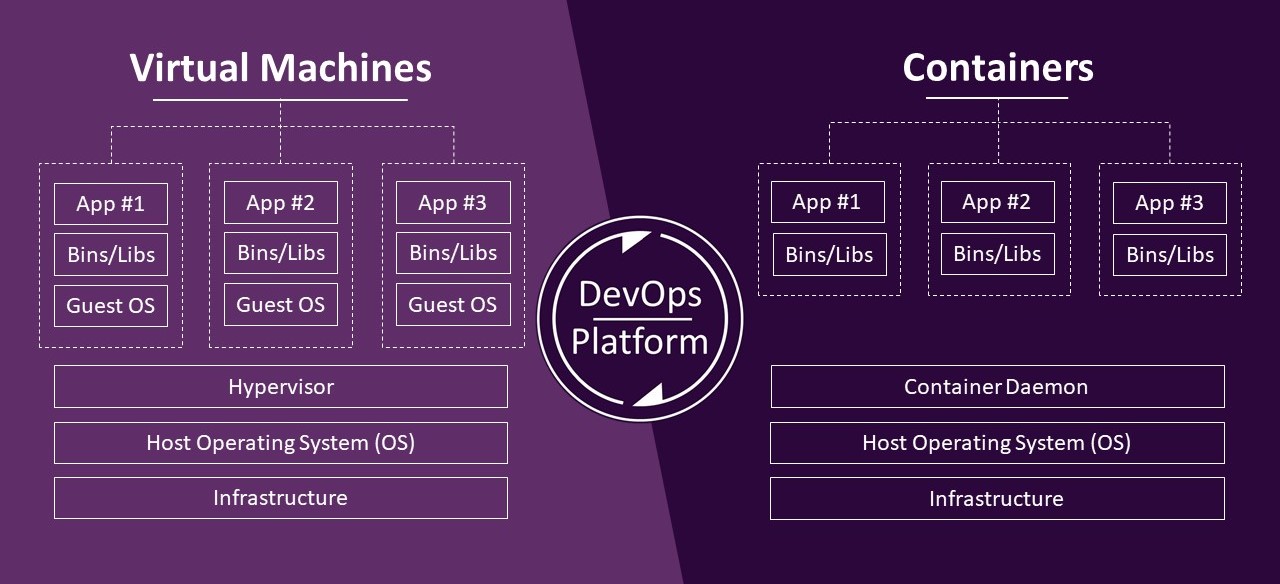 Virtual Machines
App #1
Bins/Libs
Guest OS
App #2
Bins/Libs
Guest OS
App #3
Bins/Libs
Guest OS
Hypervisor
Host Operating System (OS)
Infrastructure
DevOps
Platform
Containers
App #1
Bins/Libs
App #2
Bins/Libs
App #3
Bins/Libs
Container Daemon
Host Operating System (OS)
Infrastructure